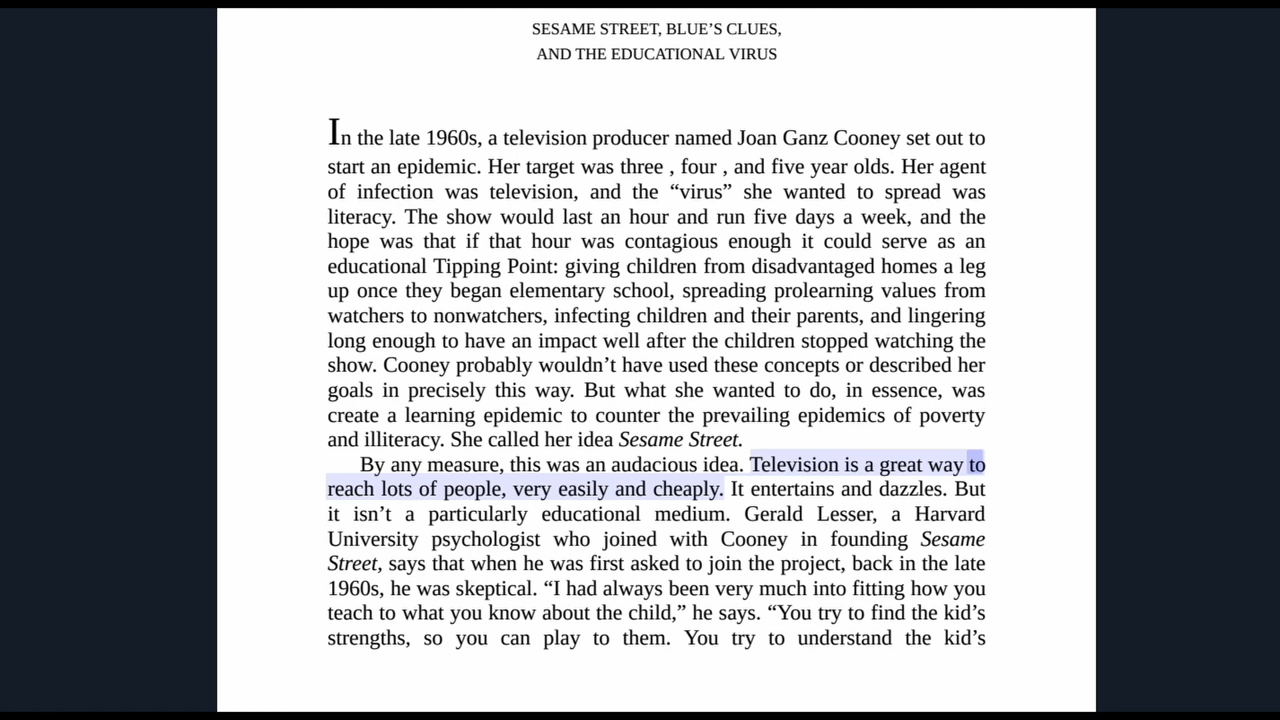 SESAME STREET, BLUE’S CLUES,
AND THE EDUCATIONAL VIRUS
In the late 1960s, a television producer named Joan Ganz Cooney set out to
start an epidemic. Her target was three , four , and five year olds. Her agent
of infection was television, and the “virus” she wanted to spread was
literacy. The show would last an hour and run five days a week, and the
hope was that if that hour was contagious enough it could serve as an
educational Tipping Point: giving children from disadvantaged homes a leg
up once they began elementary school, spreading prolearning values from
watchers to nonwatchers, infecting children and their parents, and lingering
long enough to have an impact well after the children stopped watching the
show. Cooney probably wouldn’t have used these concepts or described her
goals in precisely this way. But what she wanted to do, in essence, was
create a learning epidemic to counter the prevailing epidemics of poverty
and illiteracy. She called her idea Sesame Street.
By any measure, this was an audacious idea. Television is a great way to
reach lots of people, very easily and cheaply. It entertains and dazzles. But
it isn’t a particularly educational medium. Gerald Lesser, a Harvard
University psychologist who joined with Cooney in founding Sesame
Street, says that when he was first asked to join the project, back in the late
1960s, he was skeptical. “I had always been very much into fitting how you
teach to what you know about the child,” he says. “You try to find the kid’s
strengths, so you can play to them. You try to understand the kid’s